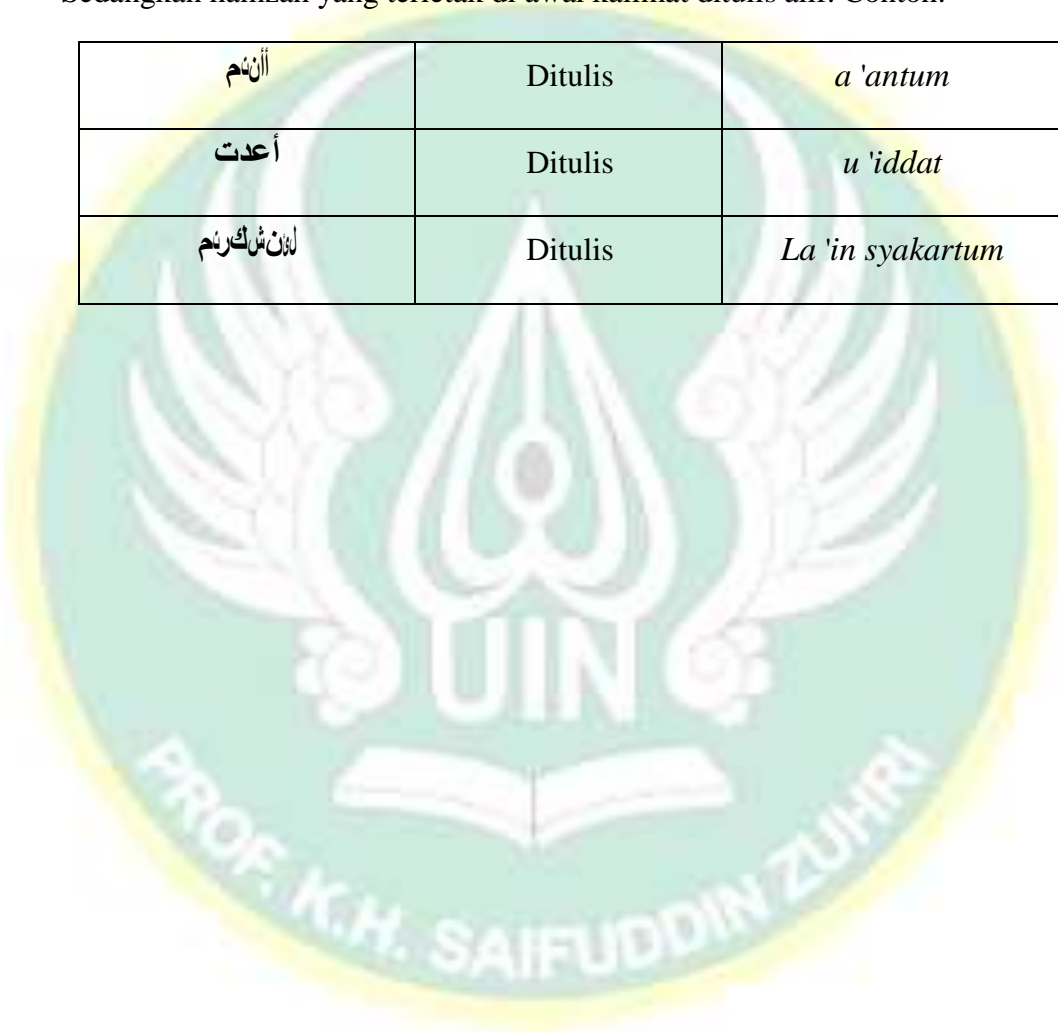 Sedangkan hamzah yang terletak di awal kalimat ditulis alif. Contoh:
أأنتم Ditulis a 'antum
أعدت Ditulis u 'iddat
لئن شكرتم Ditulis La 'in syakartum
UIN
PROF. K.H. SAIFUDDIN ZUHRI